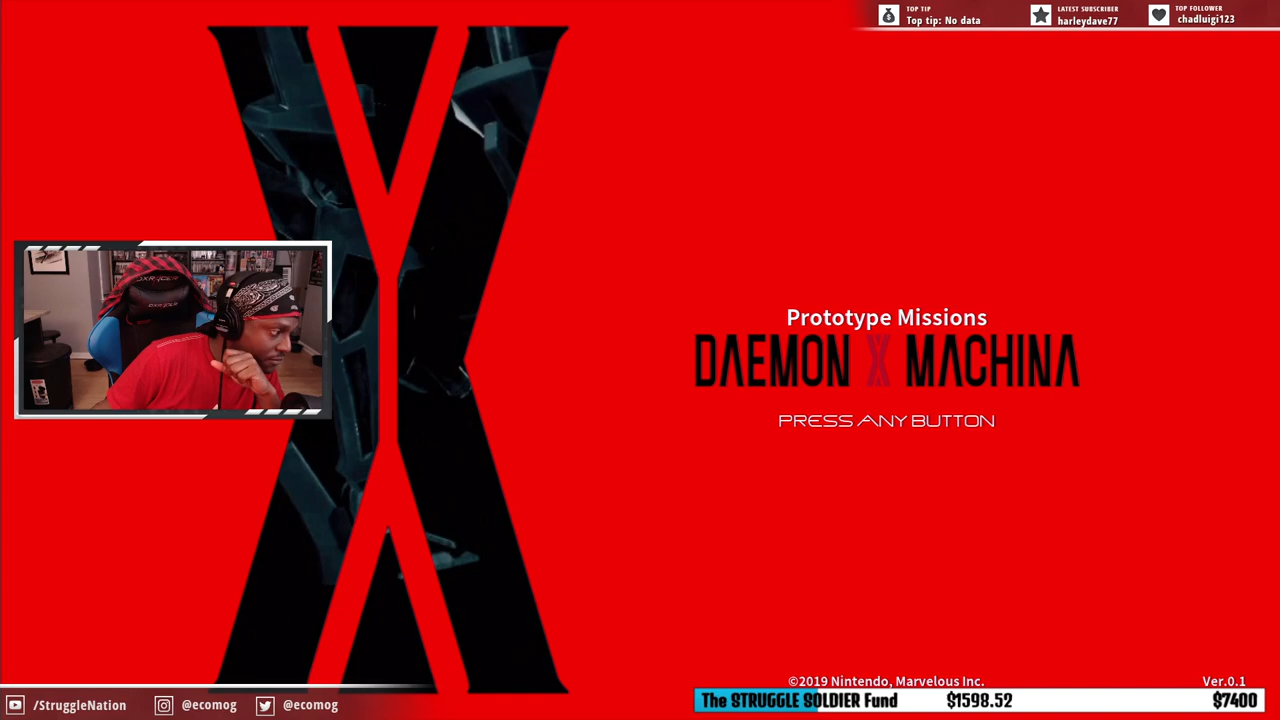 TOP TIP
Top tip: No data
LATEST SUBSCRIBER
harleydave77
TOP FOLLOWER
chadluigi123
DXRACER
Prototype Missions
DAEMON X MACHINA
PRESS ANY BUTTON
©2019 Nintendo, Marvelous Inc.
Ver.0.1
The STRUGGLE SOLDIER Fund $1598.52 $7400
/StruggleNation @ecomog @ecomog